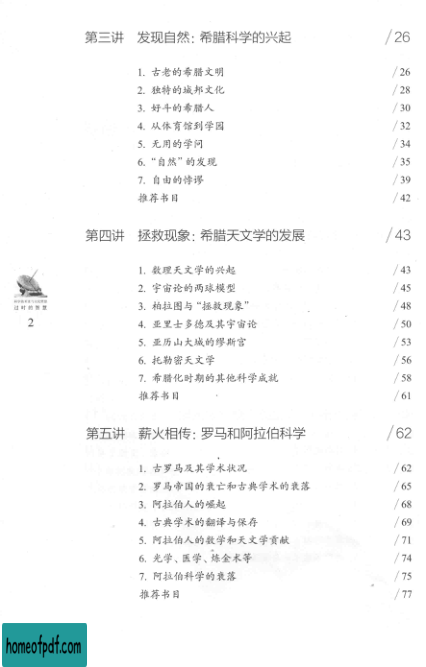 第三讲 发现自然：希腊科学的兴起 /26
1. 古老的希腊文明 /26
2. 独特的城邦文化 /28
3. 好斗的希腊人 /30
4. 从体育馆到学园 /32
5. 无用的学问 /34
6. “自然”的发现 /35
7. 自由的悖谬 /39
推荐书目 /42
第四讲 拯救现象：希腊天文学的发展 /43
1. 数理天文学的兴起 /43
2. 宇宙论的两球模型 /45
3. 柏拉图与“拯救现象” /48
4. 亚里士多德及其宇宙论 /50
5. 亚历山大城的缪斯宫 /53
6. 托勒密天文学 /56
7. 希腊化时期的其他科学成就 /58
推荐书目 /61
过时的智慧
2
第五讲 薪火相传：罗马和阿拉伯科学 /62
1. 古罗马及其学术状况 /62
2. 罗马帝国的衰亡和古典学术的衰落 /65
3. 阿拉伯人的崛起 /68
4. 古典学术的翻译与保存 /69
5. 阿拉伯人的数学和天文学贡献 /71
6. 光学、医学、炼金术等 /74
7. 阿拉伯科学的衰落 /75
推荐书目 /77
homeofpdf.com